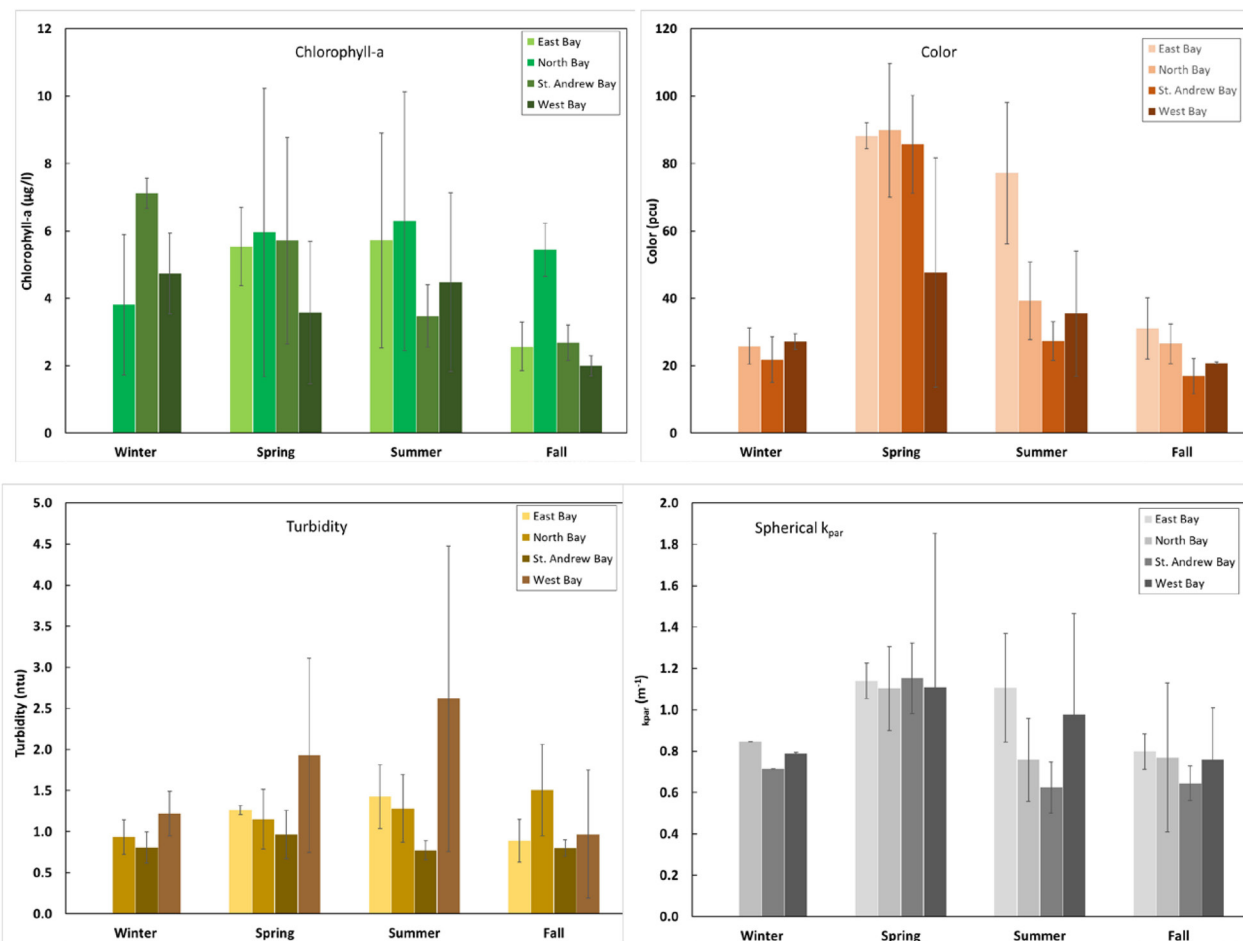 Chlorophyll-a
East Bay
North Bay
St. Andrew Bay
West Bay
Chlorophyll-a (µg/l)
12
10
8
6
4
2
0
Winter Spring Summer Fall
Color
East Bay
North Bay
St. Andrew Bay
West Bay
Color (pcu)
120
100
80
60
40
20
0
Winter Spring Summer Fall
Turbidity
East Bay
North Bay
St. Andrew Bay
West Bay
Turbidity (ntu)
5.0
4.5
4.0
3.5
3.0
2.5
2.0
1.5
1.0
0.5
0.0
Winter Spring Summer Fall
Spherical kpar
East Bay
North Bay
St. Andrew Bay
West Bay
kpar (m⁻¹)
2.0
1.8
1.6
1.4
1.2
1.0
0.8
0.6
0.4
0.2
0.0
Winter Spring Summer Fall